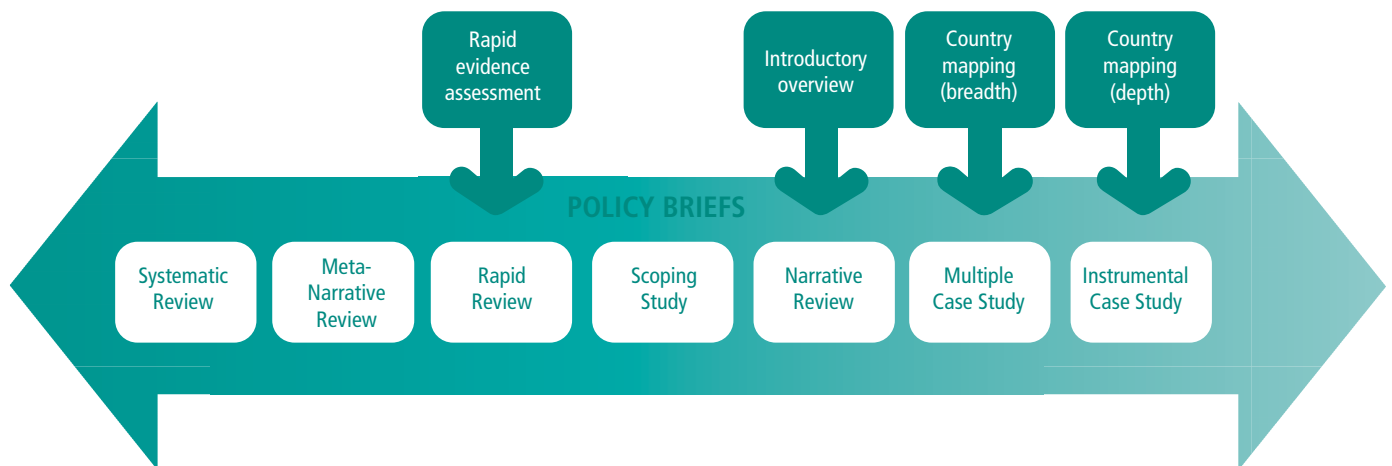 Rapid
evidence
assessment
Introductory
overview
Country
mapping
(breadth)
Country
mapping
(depth)
POLICY BRIEFS
Systematic
Review
Meta-
Narrative
Review
Rapid
Review
Scoping
Study
Narrative
Review
Multiple
Case Study
Instrumental
Case Study